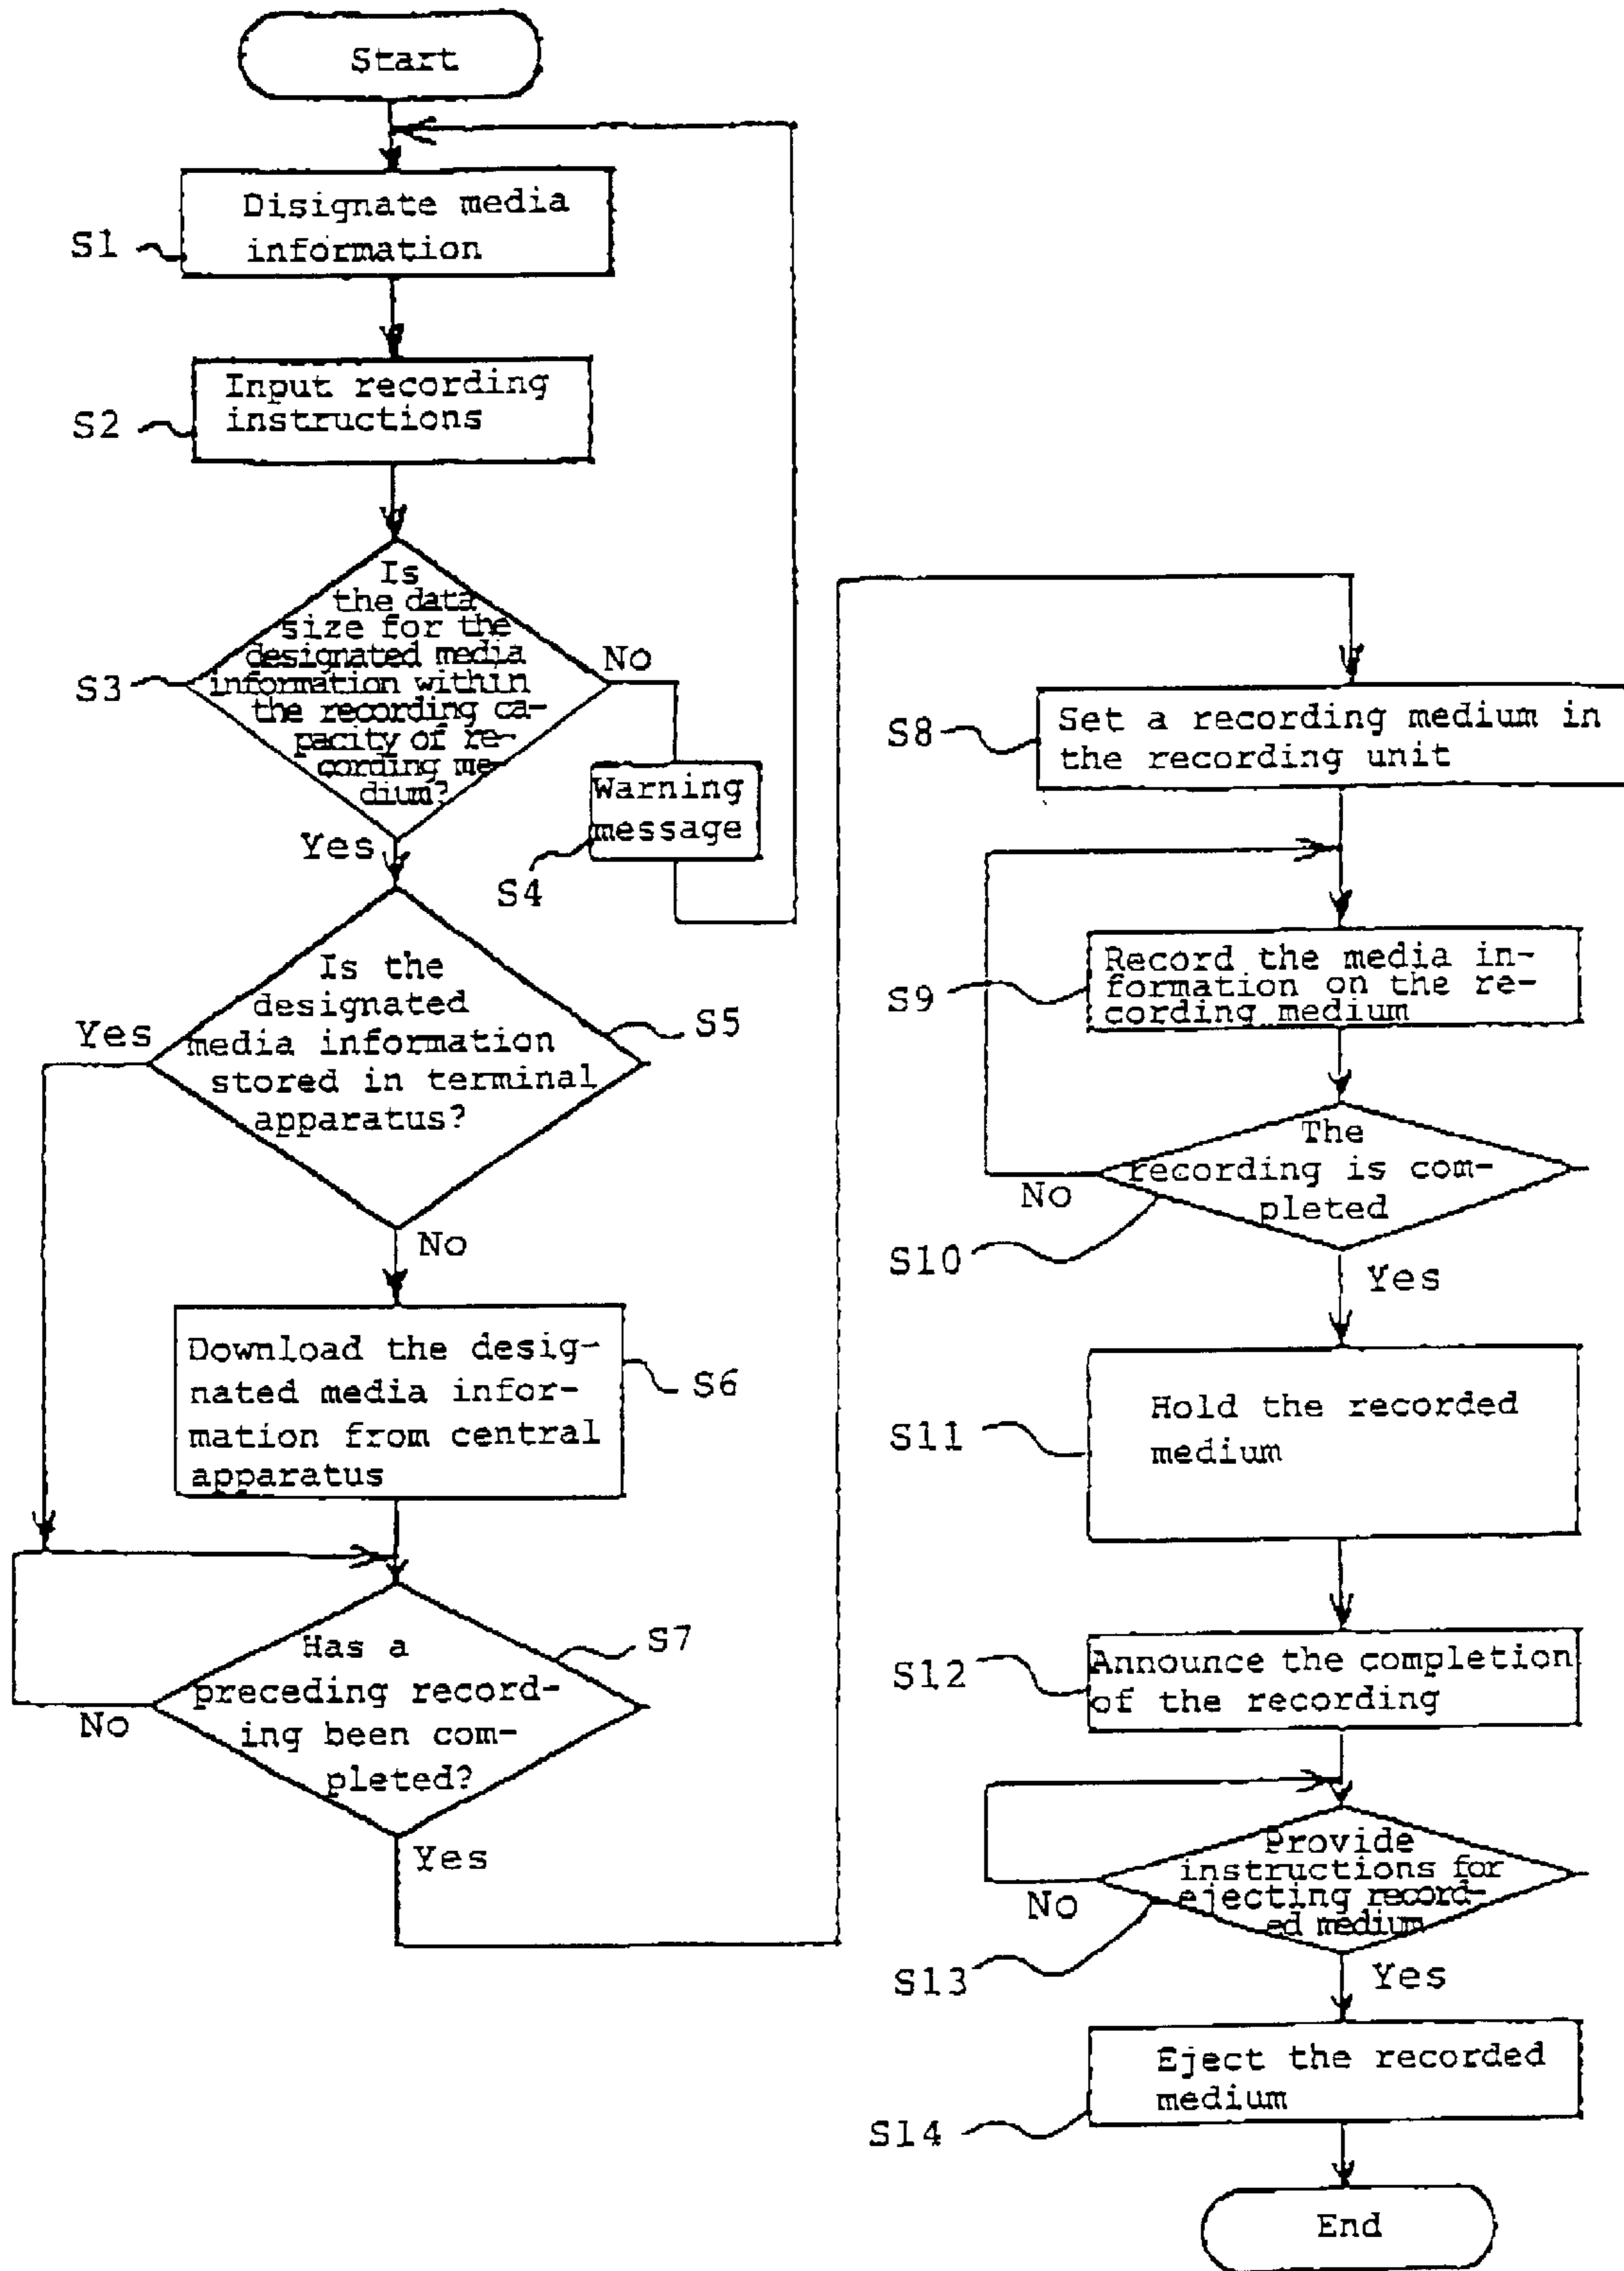 Start
Disignate media
information
S1
Input recording
instructions
S2
Is
the data
size for the
designated media
information within
the recording ca-
pacity of re-
cording me-
dium?
S3
No
Warning
message
S4
Yes
Is the
designated
media information
stored in terminal
apparatus?
S5
Yes
No
Download the desig-
nated media infor-
mation from central
apparatus
S6
Has a
preceding record-
ing been com-
pleted?
S7
No
Yes
Set a recording medium in
the recording unit
S8
Record the media in-
formation on the re-
cording medium
S9
The
recording is com-
pleted
No
S10
Yes
Hold the recorded
medium
S11
Announce the completion
of the recording
S12
Provide
instructions for
ejecting record-
ed medium
No
S13
Yes
Eject the recorded
medium
S14
End